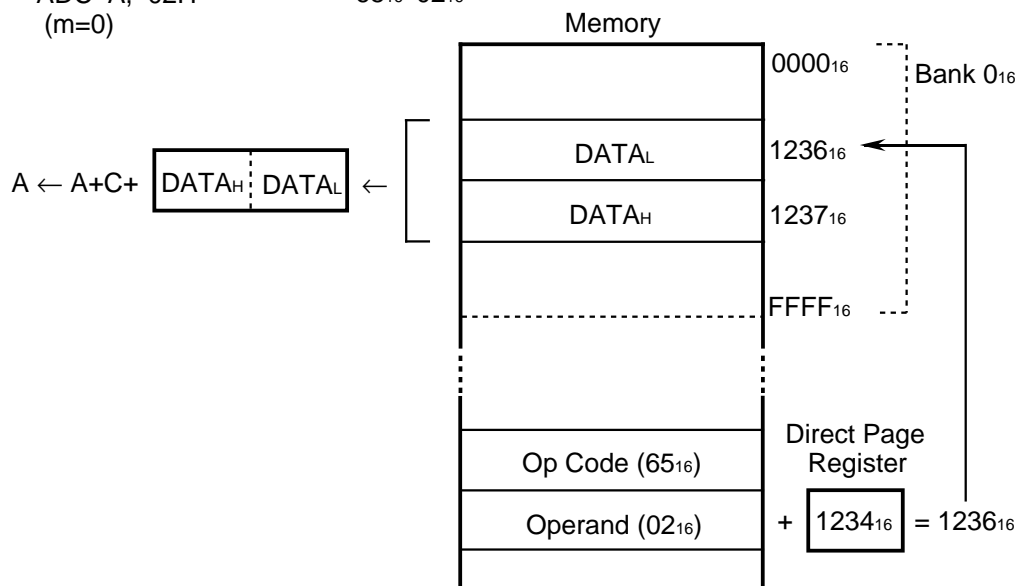 (m=0)
Memory
0000₁₆
Bank 0₁₆
DATAL
1236₁₆
A ← A+C+ DATAH DATAL ←
DATAH
1237₁₆
FFFF₁₆
Direct Page
Register
Op Code (65₁₆)
Operand (02₁₆) + 1234₁₆ = 1236₁₆